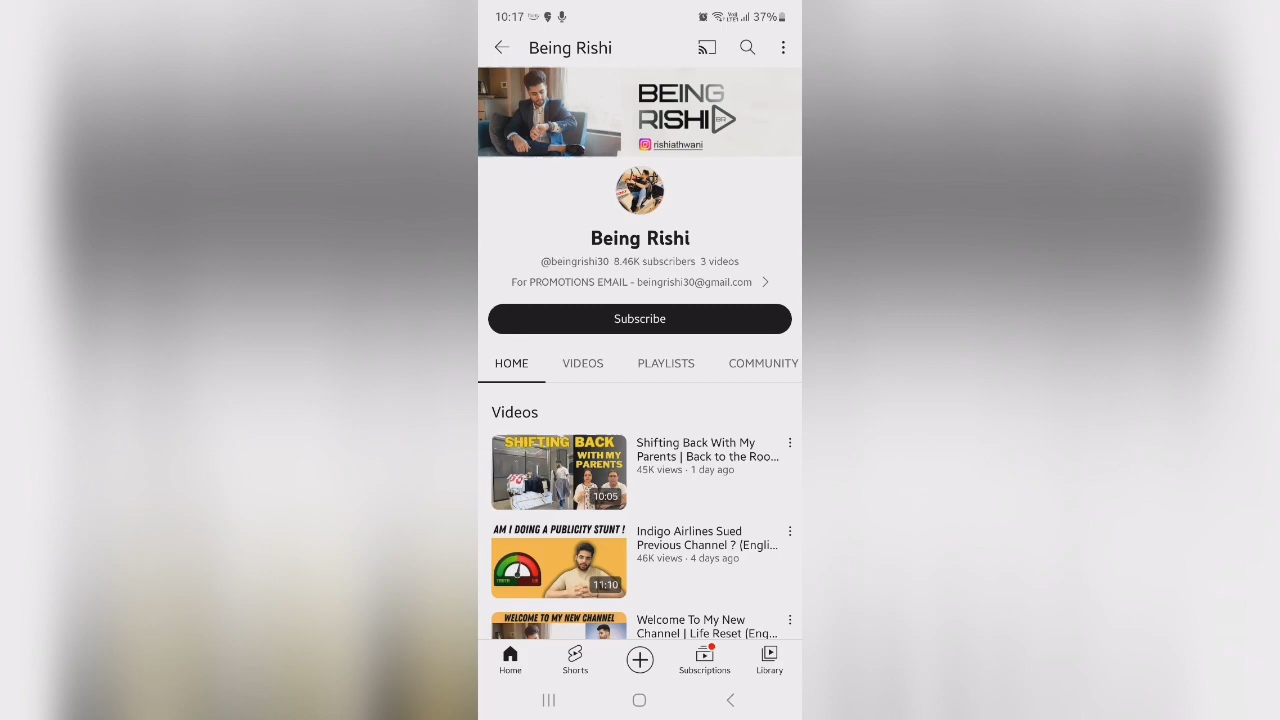 10:17
37%
Being Rishi
BEING
RISHI
BR
rishiathwani
Being Rishi
@beingrishi30 8.46K subscribers 3 videos
For PROMOTIONS EMAIL - beingrishi30@gmail.com
Subscribe
HOME VIDEOS PLAYLISTS COMMUNITY
Videos
SHIFTING BACK
WITH MY
PARENTS
10:05
Shifting Back With My
Parents | Back to the Roo...
45K views · 1 day ago
AM I DOING A PUBLICITY STUNT !
11:10
Indigo Airlines Sued
Previous Channel ? (Engli...
46K views · 4 days ago
WELCOME TO MY NEW CHANNEL
Welcome To My New
Channel | Life Reset (Eng...
Home Shorts Subscriptions Library